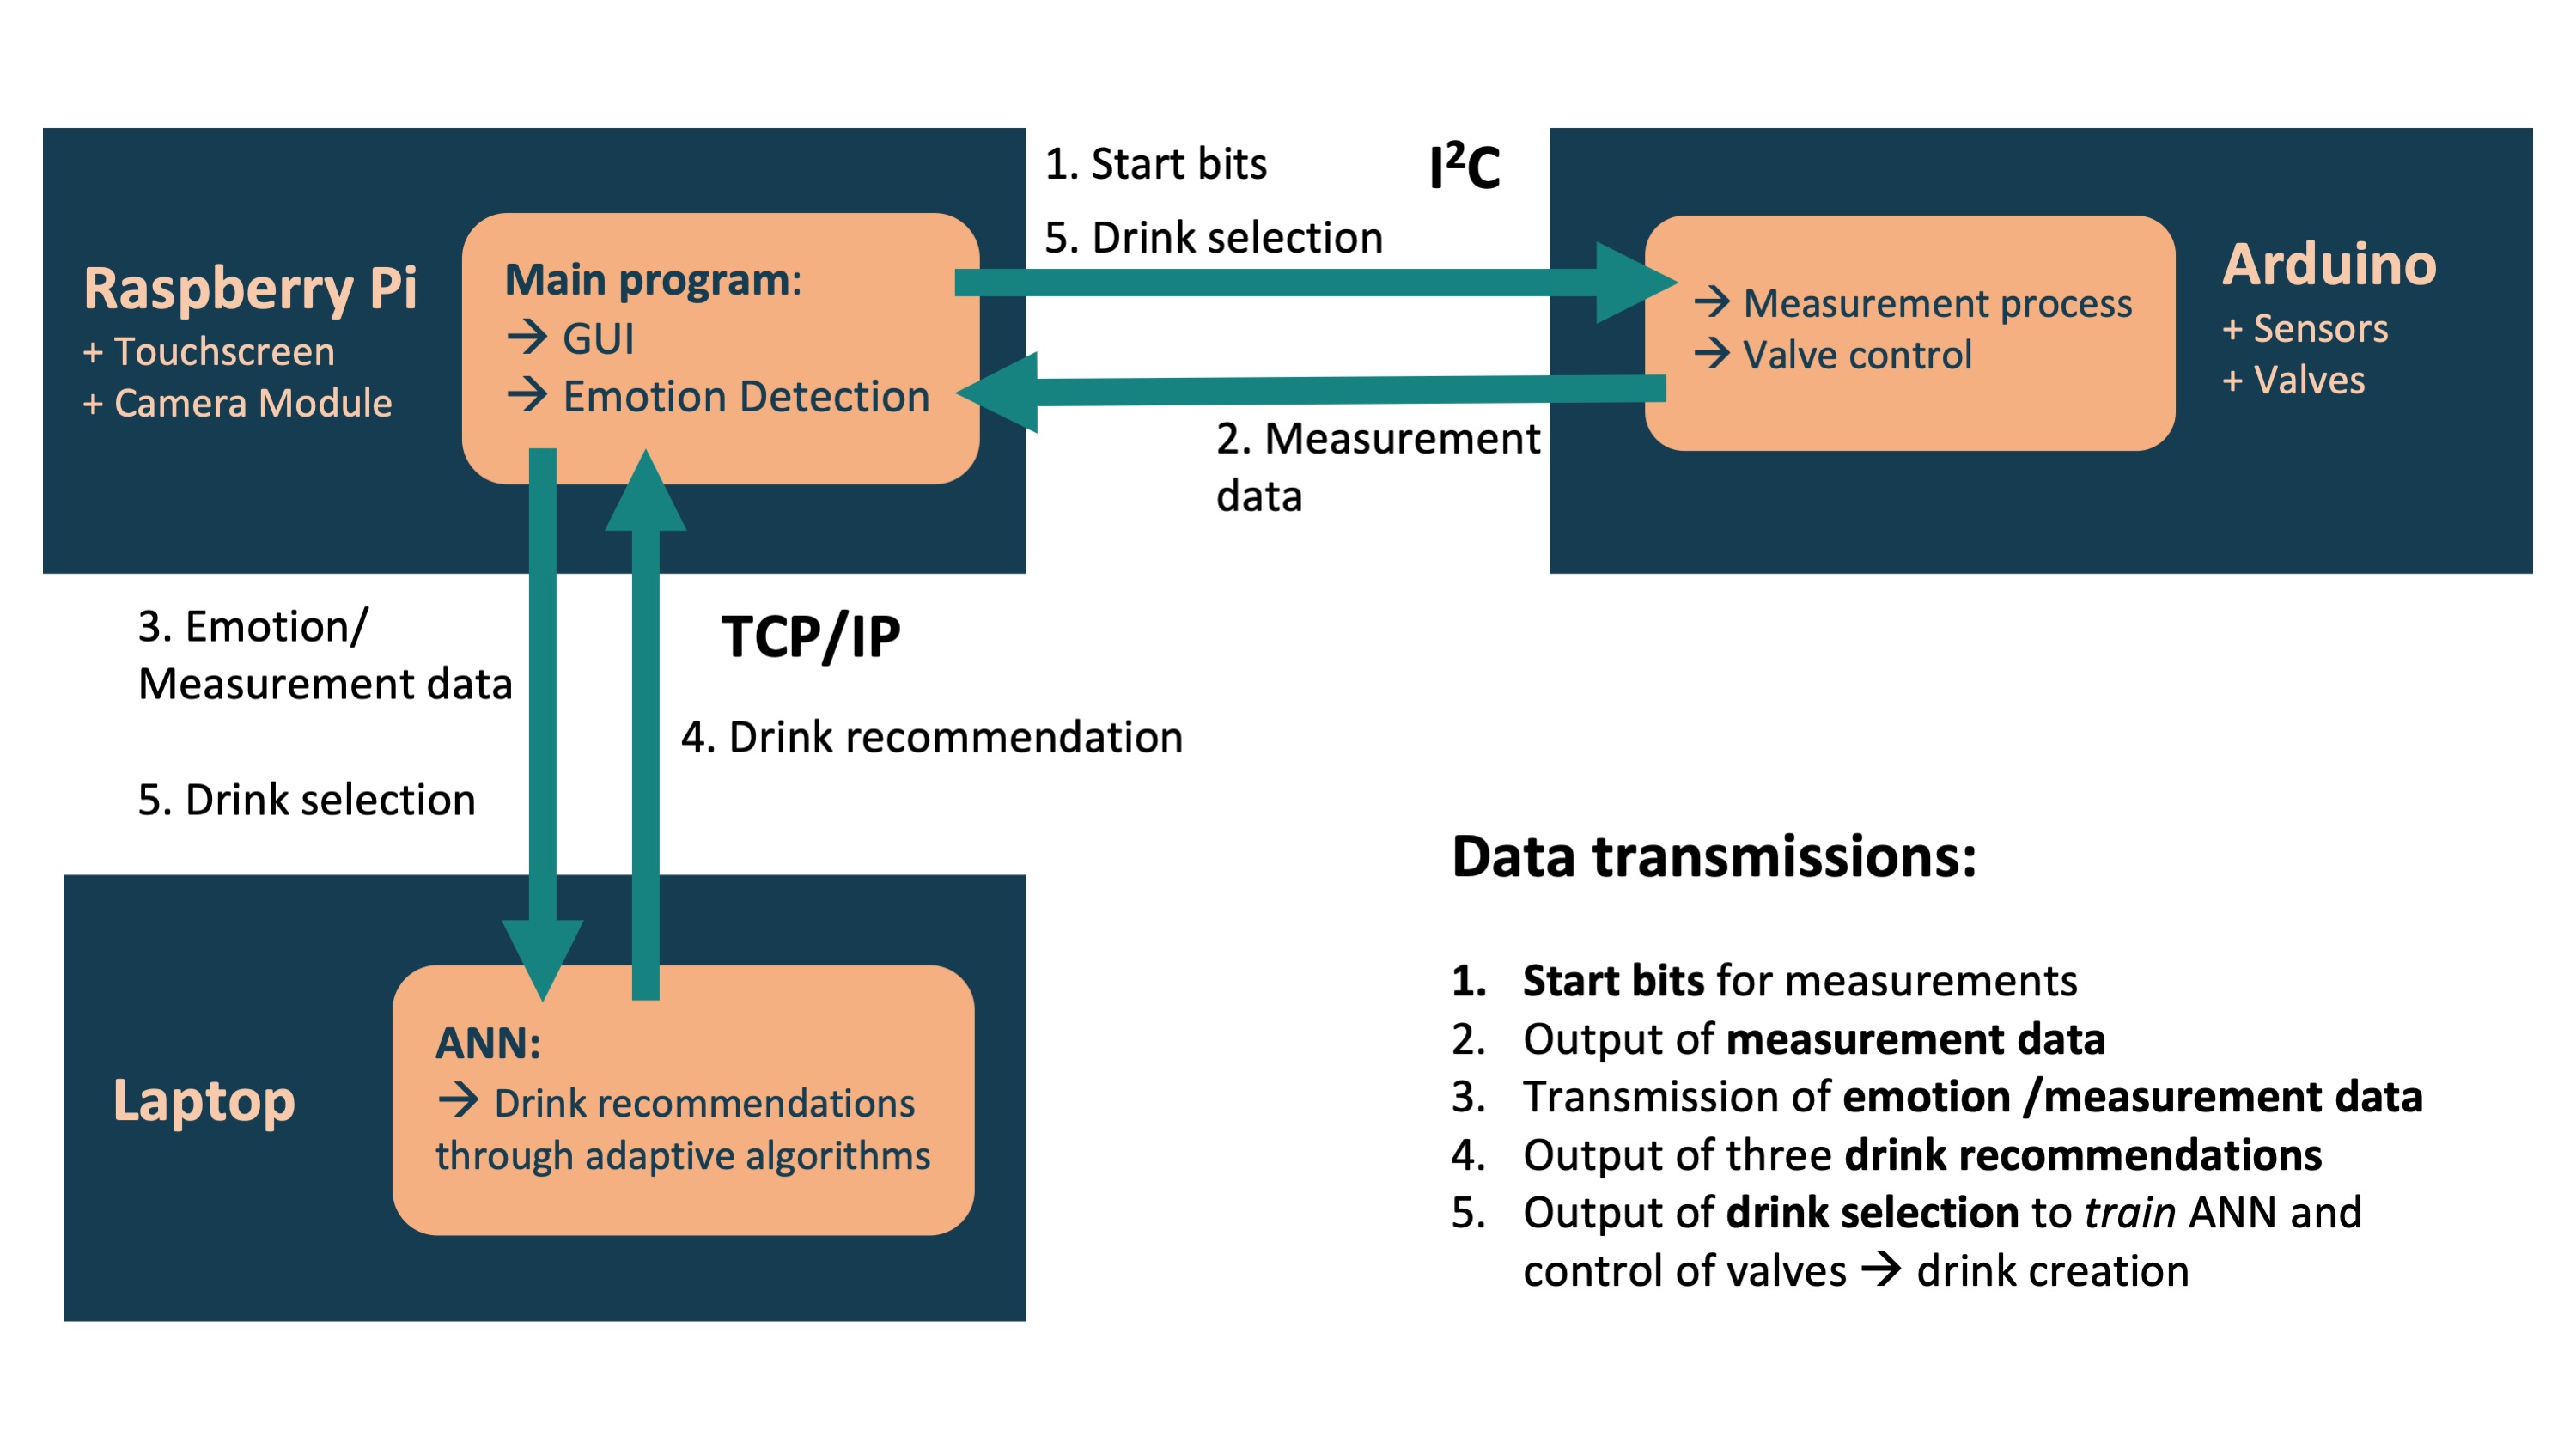 Raspberry Pi
+ Touchscreen
+ Camera Module
Main program:
→ GUI
→ Emotion Detection
1. Start bits
I²C
5. Drink selection
2. Measurement
data
→ Measurement process
→ Valve control
Arduino
+ Sensors
+ Valves
3. Emotion/
Measurement data
5. Drink selection
TCP/IP
4. Drink recommendation
Laptop
ANN:
→ Drink recommendations
through adaptive algorithms
Data transmissions:
1. Start bits for measurements
2. Output of measurement data
3. Transmission of emotion /measurement data
4. Output of three drink recommendations
5. Output of drink selection to train ANN and
control of valves → drink creation